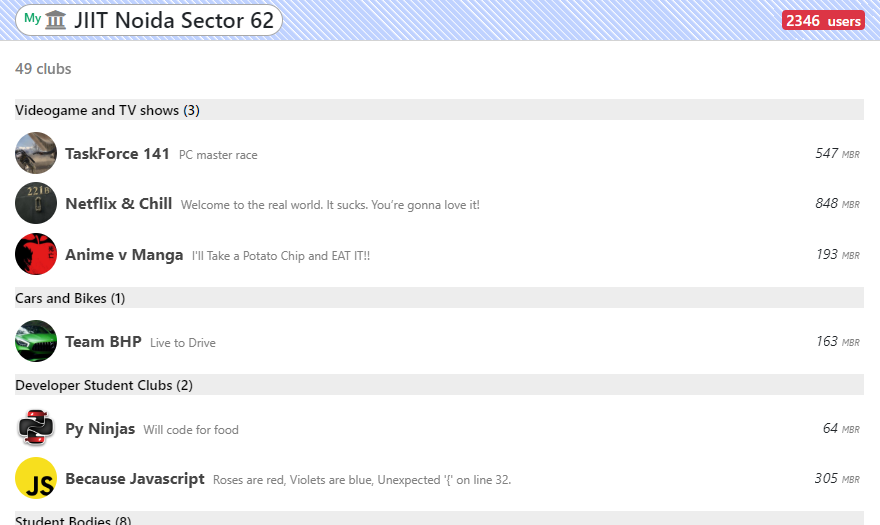 My JIIT Noida Sector 62
2346 users
49 clubs
Videogame and TV shows (3)
TaskForce 141 PC master race 547 MBR
221B
Netflix & Chill Welcome to the real world. It sucks. You're gonna love it! 848 MBR
Anime v Manga I'll Take a Potato Chip and EAT IT!! 193 MBR
Cars and Bikes (1)
Team BHP Live to Drive 163 MBR
Developer Student Clubs (2)
Py Ninjas Will code for food 64 MBR
JS
Because Javascript Roses are red, Violets are blue, Unexpected '{' on line 32. 305 MBR
Student Bodies (8)